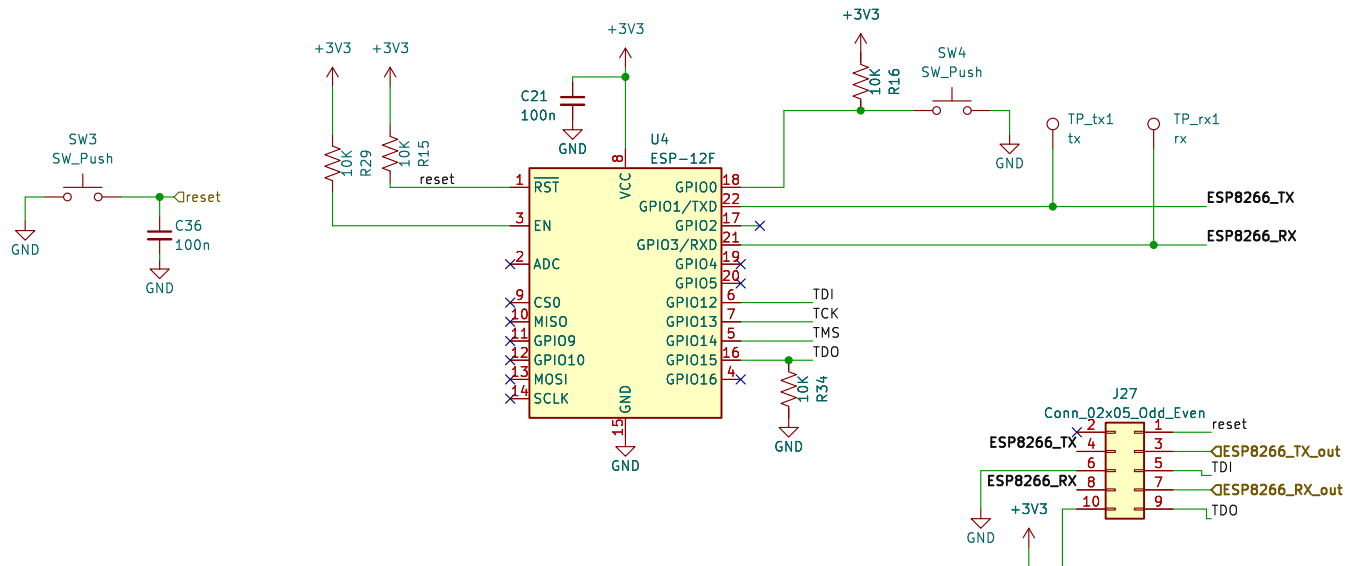 +3V3
+3V3
+3V3
+3V3
SW3
SW_Push
GND
reset
C36
100n
GND
10K
R29
10K
R15
reset
C21
100n
GND
U4
ESP-12F
8
VCC
1
RST
3
EN
2
ADC
9
CS0
10
MISO
11
GPIO9
12
GPIO10
13
MOSI
14
SCLK
GND
15
GND
GPIO0
18
GPIO1/TXD
22
GPIO2
17
GPIO3/RXD
21
GPIO4
19
GPIO5
20
GPIO12
6
TDI
GPIO13
7
TCK
GPIO14
5
TMS
GPIO15
16
TDO
GPIO16
4
10K
R34
GND
10K
R16
SW4
SW_Push
GND
TP_tx1
tx
TP_rx1
rx
ESP8266_TX
ESP8266_RX
J27
Conn_02x05_Odd_Even
2
1
reset
ESP8266_TX
4
3
ESP8266_TX_out
6
5
TDI
ESP8266_RX
8
7
ESP8266_RX_out
10
9
TDO
GND
+3V3